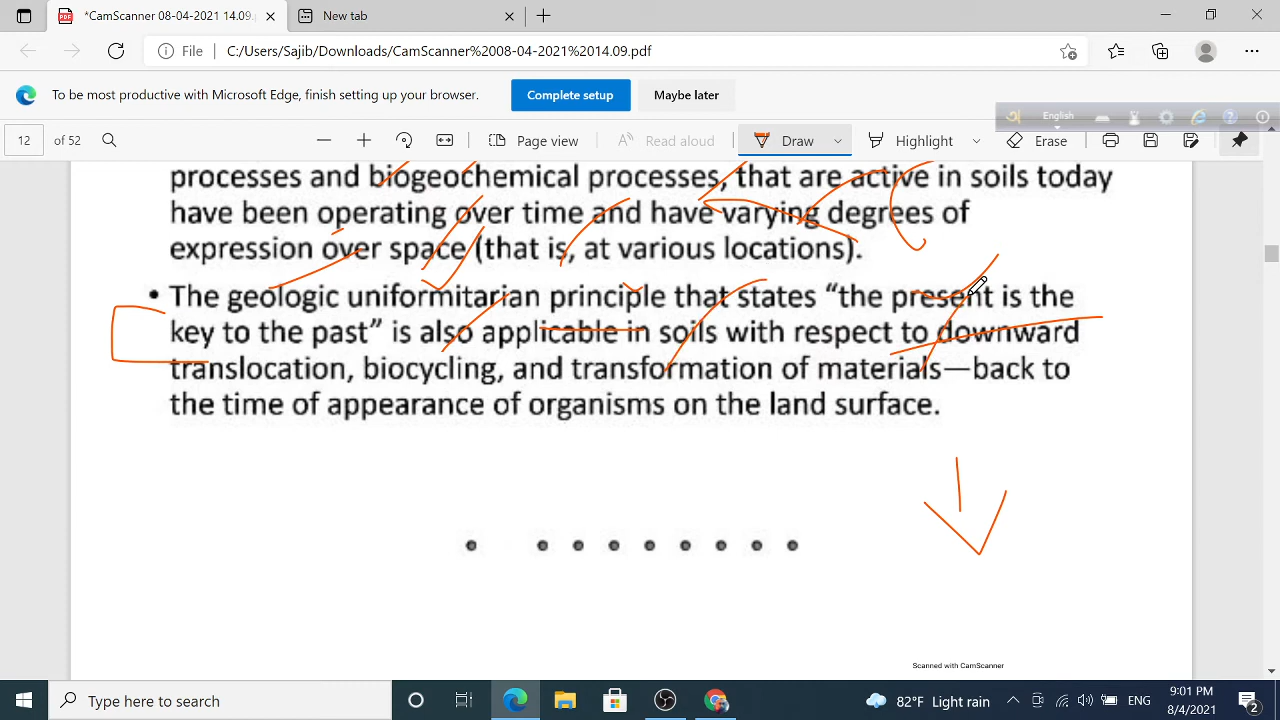 *CamScanner 08-04-2021 14.09.
New tab
File
C:/Users/Sajib/Downloads/CamScanner%2008-04-2021%2014.09.pdf
To be most productive with Microsoft Edge, finish setting up your browser.
Complete setup
Maybe later
English
12 of 52
Page view
Read aloud
Draw
Highlight
Erase
processes and biogeochemical processes, that are active in soils today
have been operating over time and have varying degrees of
expression over space (that is, at various locations).
• The geologic uniformitarian principle that states “the present is the
key to the past” is also applicable in soils with respect to downward
translocation, biocycling, and transformation of materials—back to
the time of appearance of organisms on the land surface.
Scanned with CamScanner
Type here to search
82°F Light rain
ENG
9:01 PM
8/4/2021
2